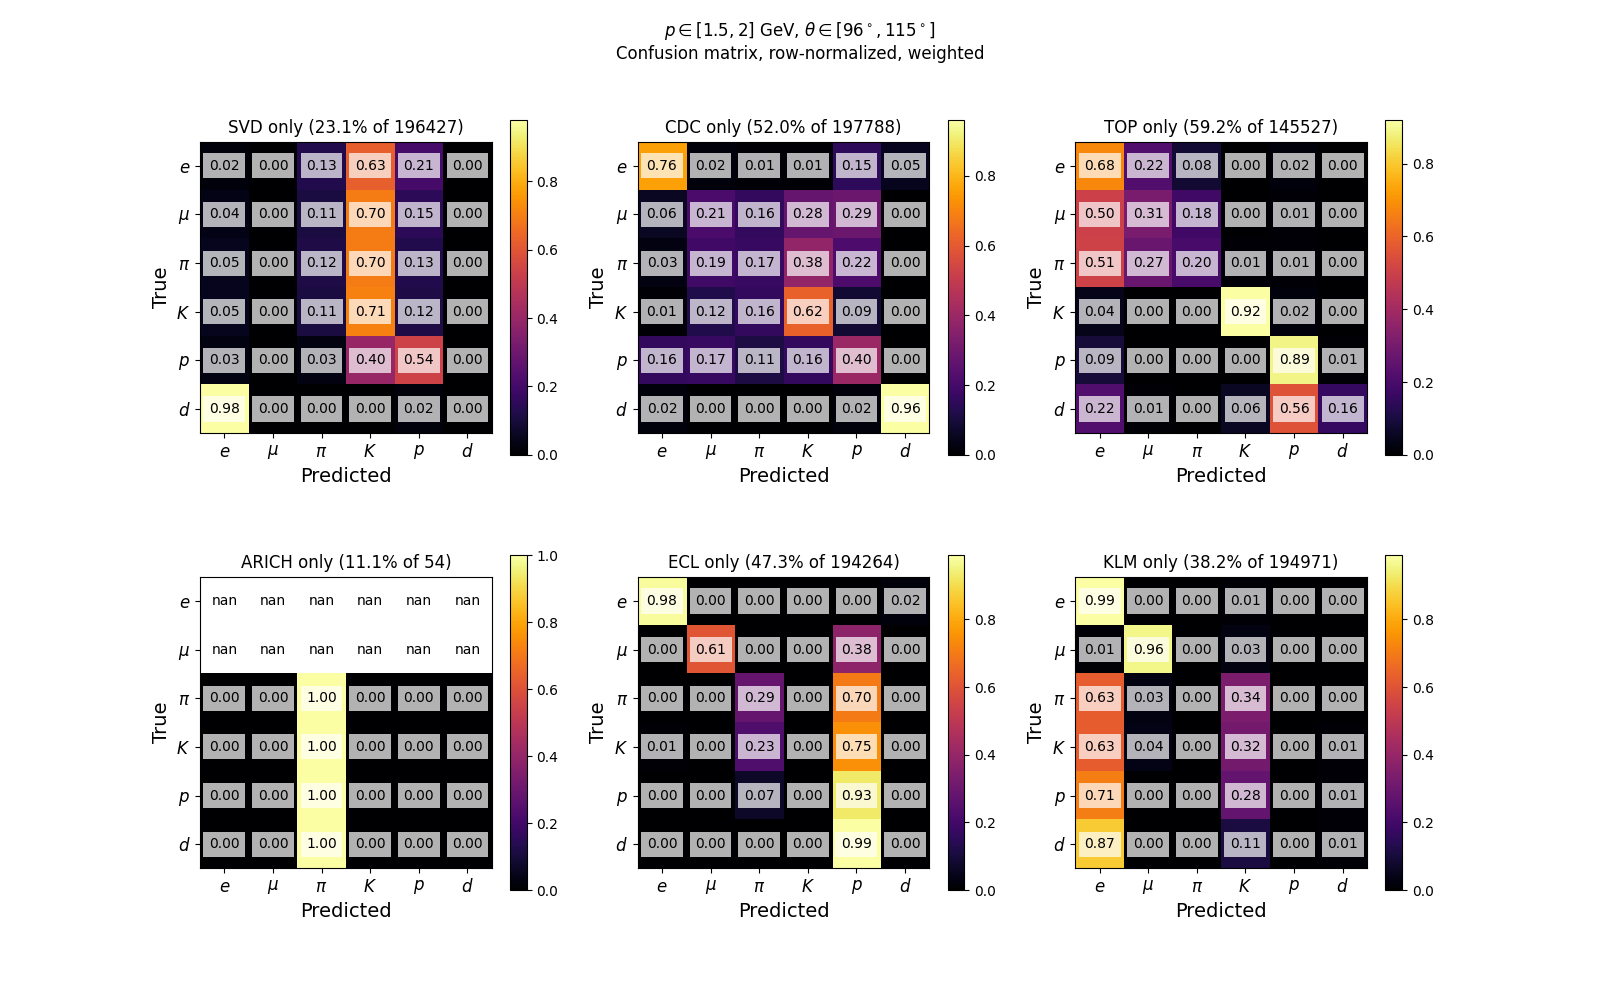 p ∈ [1.5, 2] GeV, θ ∈ [96°, 115°]
Confusion matrix, row-normalized, weighted
SVD only (23.1% of 196427)
e 0.02 0.00 0.13 0.63 0.21 0.00
μ 0.04 0.00 0.11 0.70 0.15 0.00
π 0.05 0.00 0.12 0.70 0.13 0.00
K 0.05 0.00 0.11 0.71 0.12 0.00
p 0.03 0.00 0.03 0.40 0.54 0.00
d 0.98 0.00 0.00 0.00 0.02 0.00
e μ π K p d
True
Predicted
0.8
0.6
0.4
0.2
0.0
CDC only (52.0% of 197788)
e 0.76 0.02 0.01 0.01 0.15 0.05
μ 0.06 0.21 0.16 0.28 0.29 0.00
π 0.03 0.19 0.17 0.38 0.22 0.00
K 0.01 0.12 0.16 0.62 0.09 0.00
p 0.16 0.17 0.11 0.16 0.40 0.00
d 0.02 0.00 0.00 0.00 0.02 0.96
e μ π K p d
True
Predicted
0.8
0.6
0.4
0.2
0.0
TOP only (59.2% of 145527)
e 0.68 0.22 0.08 0.00 0.02 0.00
μ 0.50 0.31 0.18 0.00 0.01 0.00
π 0.51 0.27 0.20 0.01 0.01 0.00
K 0.04 0.00 0.00 0.92 0.02 0.00
p 0.09 0.00 0.00 0.00 0.89 0.01
d 0.22 0.01 0.00 0.06 0.56 0.16
e μ π K p d
True
Predicted
0.8
0.6
0.4
0.2
0.0
ARICH only (11.1% of 54)
e nan nan nan nan nan nan
μ nan nan nan nan nan nan
π 0.00 0.00 1.00 0.00 0.00 0.00
K 0.00 0.00 1.00 0.00 0.00 0.00
p 0.00 0.00 1.00 0.00 0.00 0.00
d 0.00 0.00 1.00 0.00 0.00 0.00
e μ π K p d
True
Predicted
1.0
0.8
0.6
0.4
0.2
0.0
ECL only (47.3% of 194264)
e 0.98 0.00 0.00 0.00 0.00 0.02
μ 0.00 0.61 0.00 0.00 0.38 0.00
π 0.00 0.00 0.29 0.00 0.70 0.00
K 0.01 0.00 0.23 0.00 0.75 0.00
p 0.00 0.00 0.07 0.00 0.93 0.00
d 0.00 0.00 0.00 0.00 0.99 0.00
e μ π K p d
True
Predicted
0.8
0.6
0.4
0.2
0.0
KLM only (38.2% of 194971)
e 0.99 0.00 0.00 0.01 0.00 0.00
μ 0.01 0.96 0.00 0.03 0.00 0.00
π 0.63 0.03 0.00 0.34 0.00 0.00
K 0.63 0.04 0.00 0.32 0.00 0.01
p 0.71 0.00 0.00 0.28 0.00 0.01
d 0.87 0.00 0.00 0.11 0.00 0.01
e μ π K p d
True
Predicted
0.8
0.6
0.4
0.2
0.0